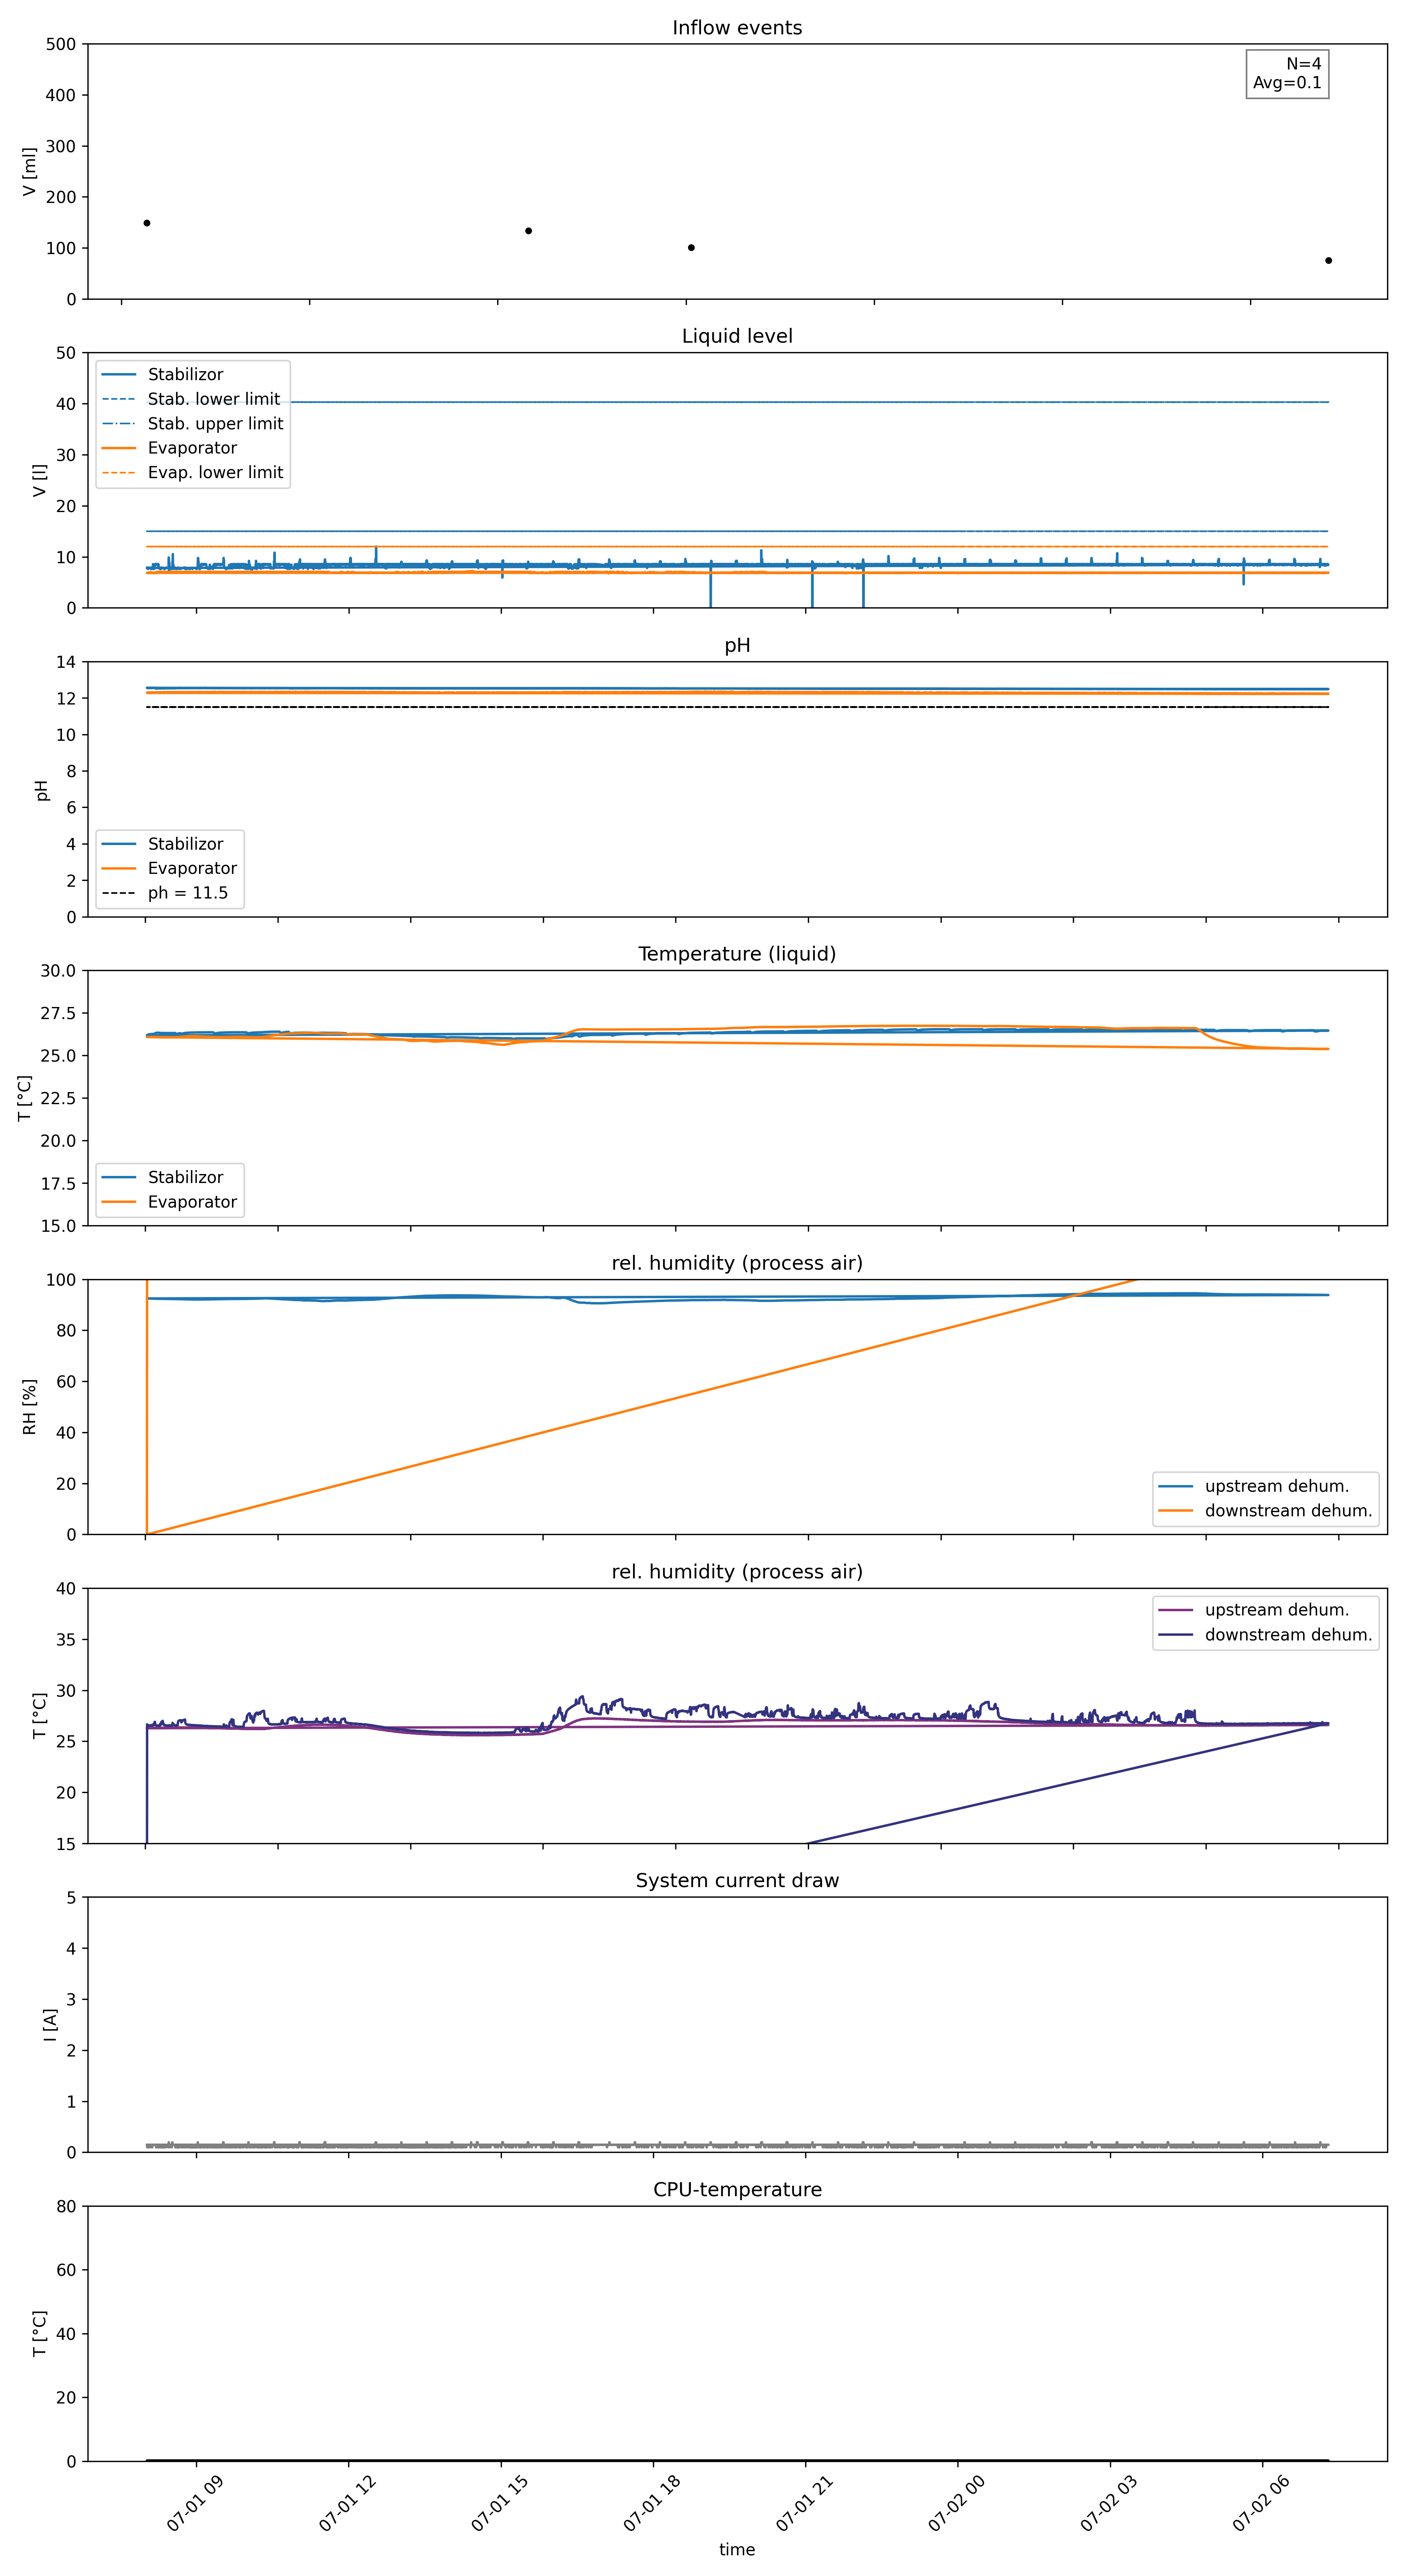 Inflow events
500
400
300
200
100
0
V [ml]
N=4
Avg=0.1
Liquid level
50
40
30
20
10
0
V [l]
Stabilizor
Stab. lower limit
Stab. upper limit
Evaporator
Evap. lower limit
pH
14
12
10
8
6
4
2
0
pH
Stabilizor
Evaporator
ph = 11.5
Temperature (liquid)
30.0
27.5
25.0
22.5
20.0
17.5
15.0
T [°C]
Stabilizor
Evaporator
rel. humidity (process air)
100
80
60
40
20
0
RH [%]
upstream dehum.
downstream dehum.
rel. humidity (process air)
40
35
30
25
20
15
T [°C]
upstream dehum.
downstream dehum.
System current draw
5
4
3
2
1
0
I [A]
CPU-temperature
80
60
40
20
0
T [°C]
07-01 09
07-01 12
07-01 15
07-01 18
07-01 21
07-02 00
07-02 03
07-02 06
time